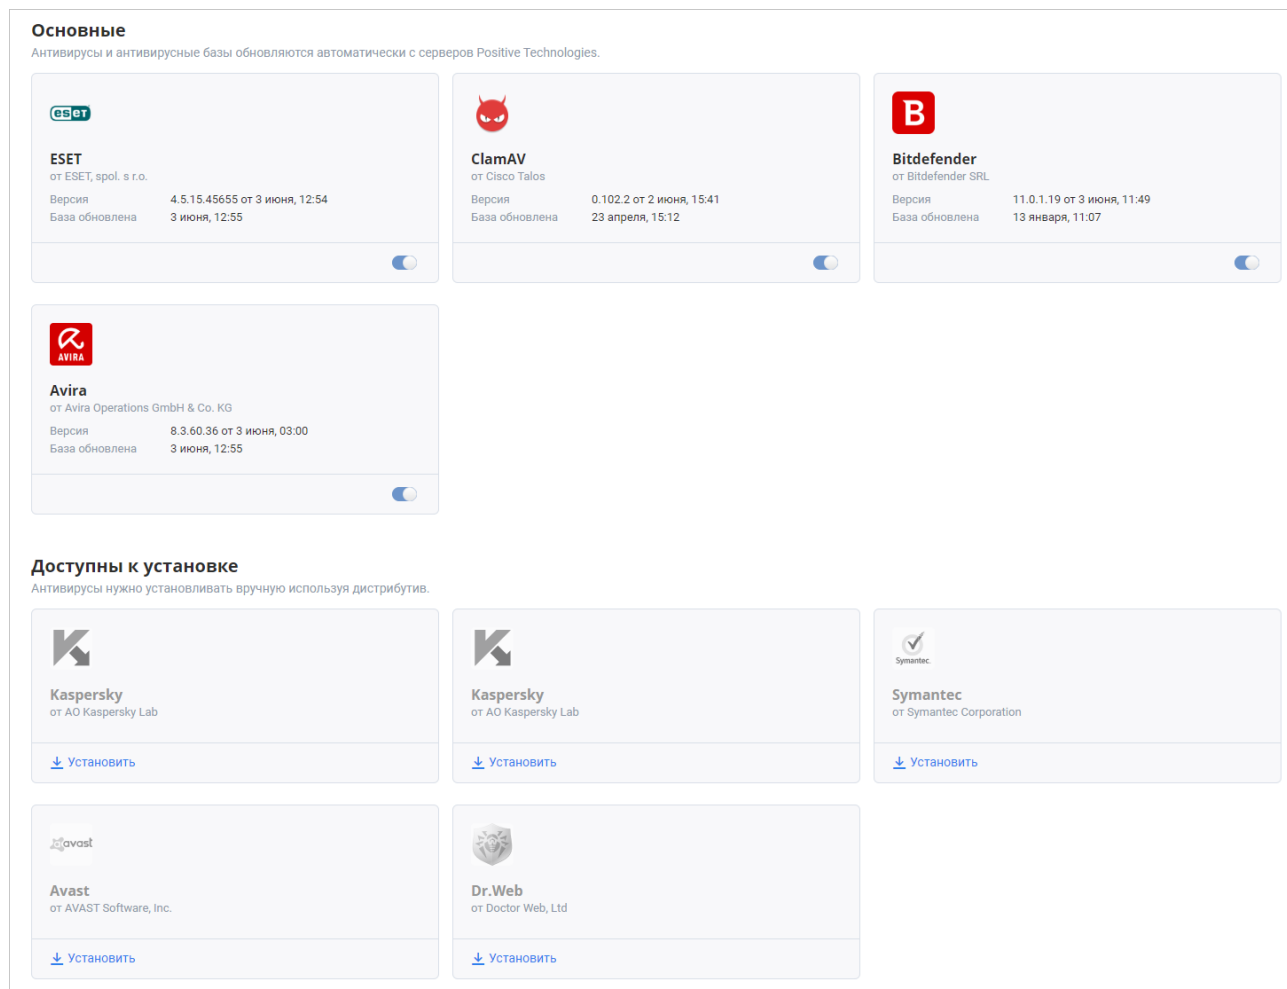 Основные
Антивирусы и антивирусные базы обновляются автоматически с серверов Positive Technologies.
eset
ESET
от ESET, spol. s r.o.
Версия 4.5.15.45655 от 3 июня, 12:54
База обновлена 3 июня, 12:55
ClamAV
от Cisco Talos
Версия 0.102.2 от 2 июня, 15:41
База обновлена 23 апреля, 15:12
B
Bitdefender
от Bitdefender SRL
Версия 11.0.1.19 от 3 июня, 11:49
База обновлена 13 января, 11:07
AVIRA
Avira
от Avira Operations GmbH & Co. KG
Версия 8.3.60.36 от 3 июня, 03:00
База обновлена 3 июня, 12:55
Доступны к установке
Антивирусы нужно установливать вручную используя дистрибутив.
Kaspersky
от AO Kaspersky Lab
Установить
Kaspersky
от AO Kaspersky Lab
Установить
Symantec.
Symantec
от Symantec Corporation
Установить
avast
Avast
от AVAST Software, Inc.
Установить
Dr.Web
от Doctor Web, Ltd
Установить